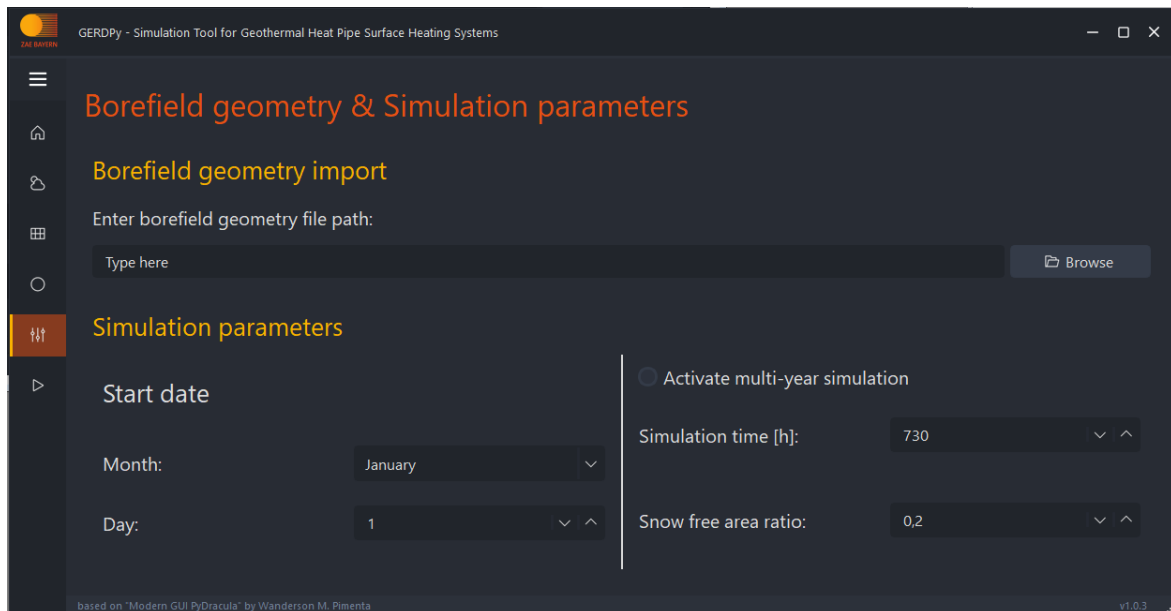 ZAE BAYERN
GERDPy - Simulation Tool for Geothermal Heat Pipe Surface Heating Systems
Borefield geometry & Simulation parameters
Borefield geometry import
Enter borefield geometry file path:
Type here
Browse
Simulation parameters
Start date
Month:
January
Day:
1
Activate multi-year simulation
Simulation time [h]:
730
Snow free area ratio:
0,2
based on "Modern GUI PyDracula" by Wanderson M. Pimenta
v1.0.3